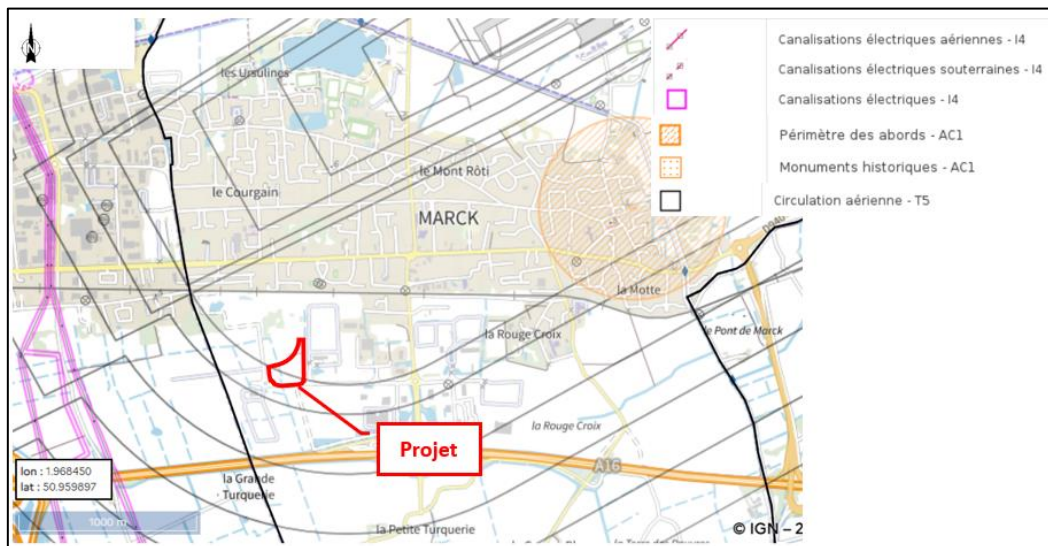 N
Canalisations électriques aériennes - I4
Canalisations électriques souterraines - I4
Canalisations électriques - I4
Périmètre des abords - AC1
Monuments historiques - AC1
Circulation aérienne - T5
les Ursulines
le Mont Rôti
le Courgain
MARCK
D940
la Motte
la Rouge Croix
le Pont de Marck
la Rouge Croix
Projet
A16
lon : 1.968450
lat : 50.959897
la Grande
Turquerie
1000 m
la Petite Turquerie
© IGN – 2